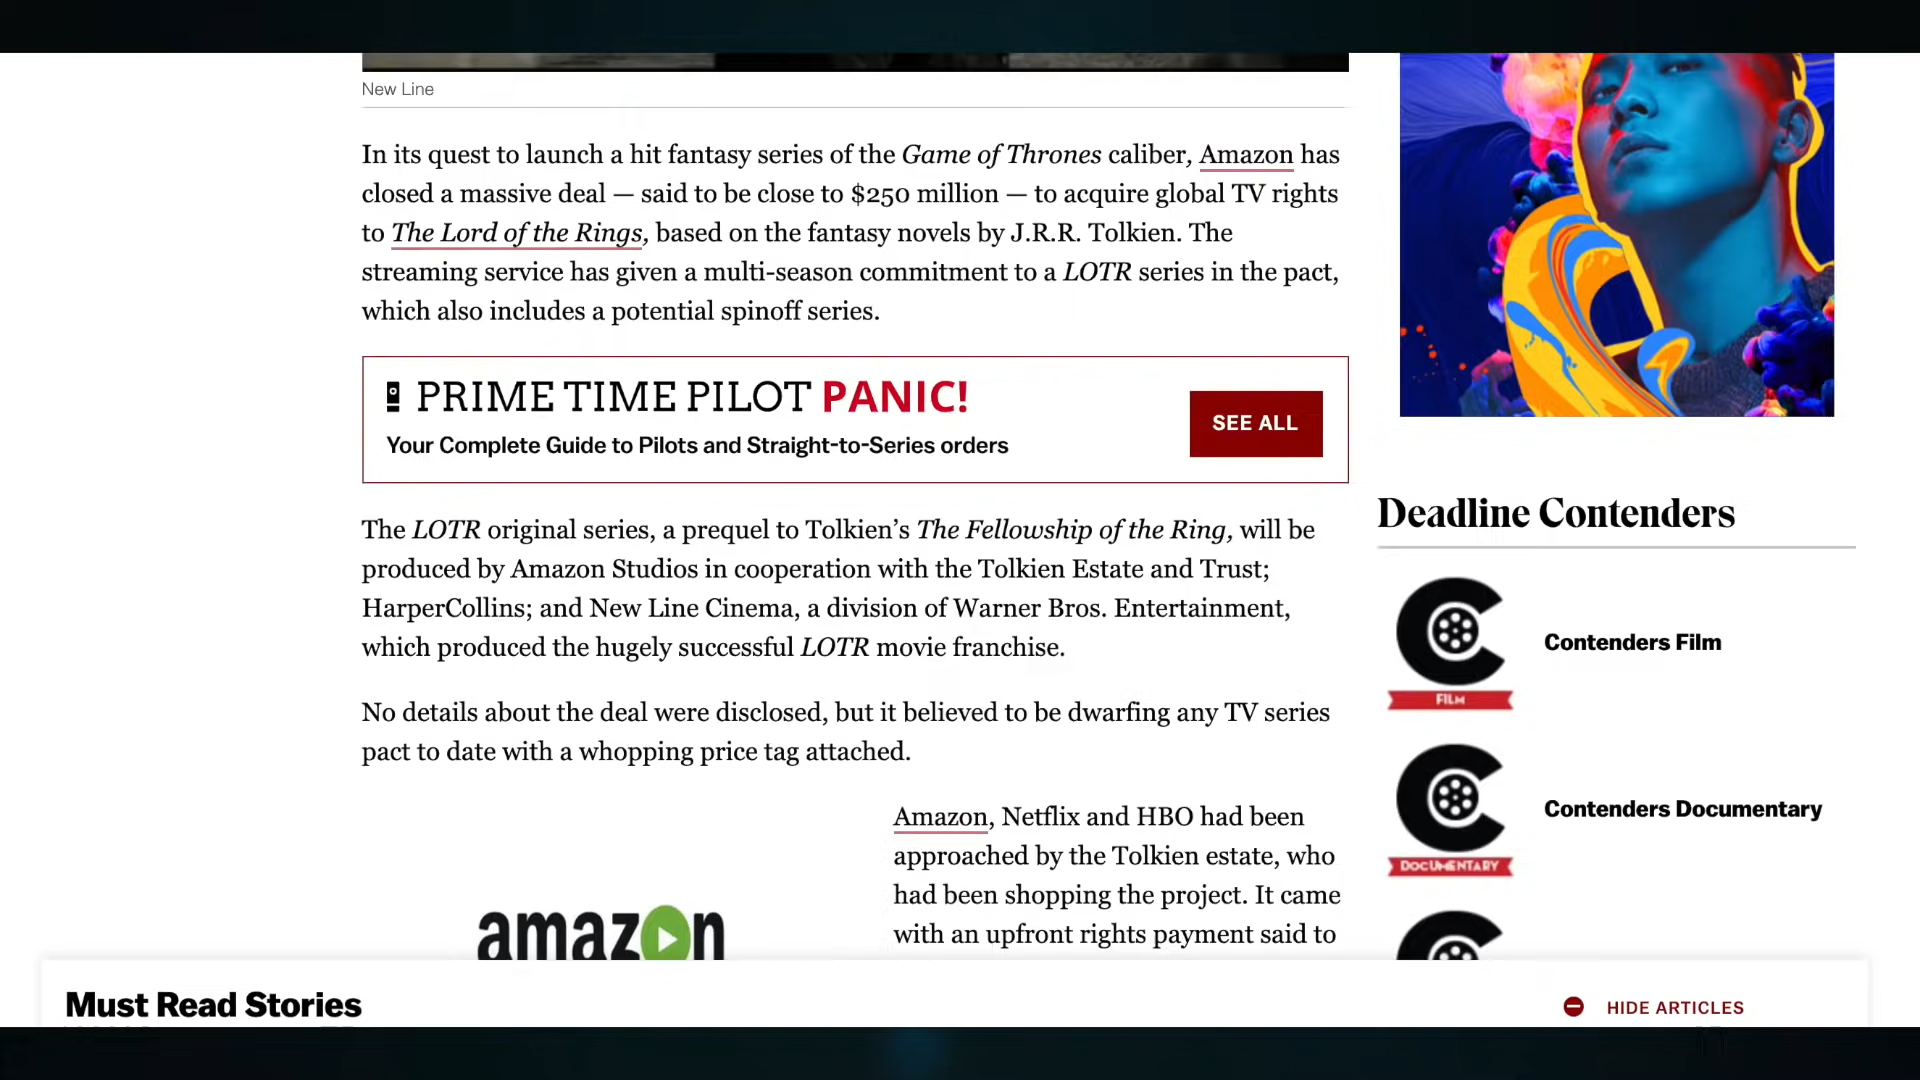 New Line
In its quest to launch a hit fantasy series of the Game of Thrones caliber, Amazon has
closed a massive deal — said to be close to $250 million — to acquire global TV rights
to The Lord of the Rings, based on the fantasy novels by J.R.R. Tolkien. The
streaming service has given a multi-season commitment to a LOTR series in the pact,
which also includes a potential spinoff series.
PRIME TIME PILOT PANIC!
Your Complete Guide to Pilots and Straight-to-Series orders
SEE ALL
The LOTR original series, a prequel to Tolkien’s The Fellowship of the Ring, will be
produced by Amazon Studios in cooperation with the Tolkien Estate and Trust;
HarperCollins; and New Line Cinema, a division of Warner Bros. Entertainment,
which produced the hugely successful LOTR movie franchise.
No details about the deal were disclosed, but it believed to be dwarfing any TV series
pact to date with a whopping price tag attached.
amazon
Amazon, Netflix and HBO had been
approached by the Tolkien estate, who
had been shopping the project. It came
with an upfront rights payment said to
Deadline Contenders
FILM
Contenders Film
DOCUMENTARY
Contenders Documentary
Must Read Stories
HIDE ARTICLES